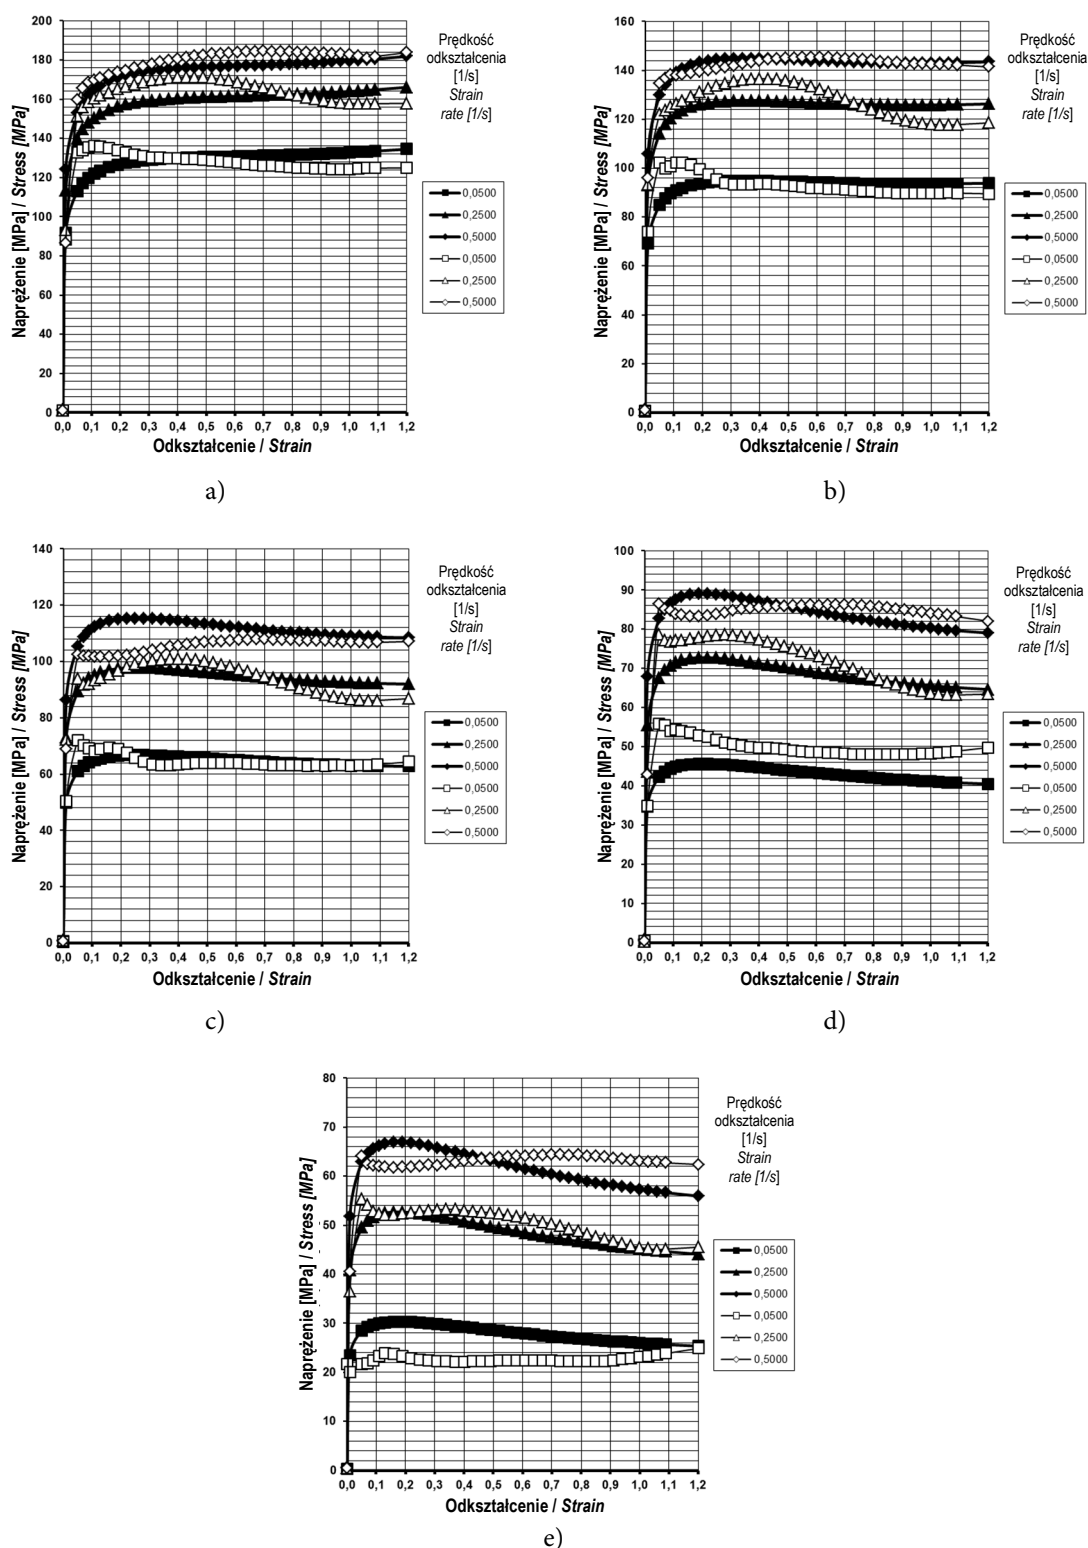 200
180
160
140
120
100
80
60
40
20
0
0,0 0,1 0,2 0,3 0,4 0,5 0,6 0,7 0,8 0,9 1,0 1,1 1,2
Naprężenie [MPa] / Stress [MPa]
Odkształcenie / Strain
Prędkość
odkształcenia
[1/s]
Strain
rate [1/s]
0,0500
0,2500
0,5000
0,0500
0,2500
0,5000
a)
160
140
120
100
80
60
40
20
0
0,0 0,1 0,2 0,3 0,4 0,5 0,6 0,7 0,8 0,9 1,0 1,1 1,2
Naprężenie [MPa] / Stress [MPa]
Odkształcenie / Strain
Prędkość
odkształcenia
[1/s]
Strain
rate [1/s]
0,0500
0,2500
0,5000
0,0500
0,2500
0,5000
b)
140
120
100
80
60
40
20
0
0,0 0,1 0,2 0,3 0,4 0,5 0,6 0,7 0,8 0,9 1,0 1,1 1,2
Naprężenie [MPa] / Stress [MPa]
Odkształcenie / Strain
Prędkość
odkształcenia
[1/s]
Strain
rate [1/s]
0,0500
0,2500
0,5000
0,0500
0,2500
0,5000
c)
100
90
80
70
60
50
40
30
20
10
0
0,0 0,1 0,2 0,3 0,4 0,5 0,6 0,7 0,8 0,9 1,0 1,1 1,2
Naprężenie [MPa] / Stress [MPa]
Odkształcenie / Strain
Prędkość
odkształcenia
[1/s]
Strain
rate [1/s]
0,0500
0,2500
0,5000
0,0500
0,2500
0,5000
d)
80
70
60
50
40
30
20
10
0
0,0 0,1 0,2 0,3 0,4 0,5 0,6 0,7 0,8 0,9 1,0 1,1 1,2
Naprężenie [MPa] / Stress [MPa]
Odkształcenie / Strain
Prędkość
odkształcenia
[1/s]
Strain
rate [1/s]
0,0500
0,2500
0,5000
0,0500
0,2500
0,5000
e)